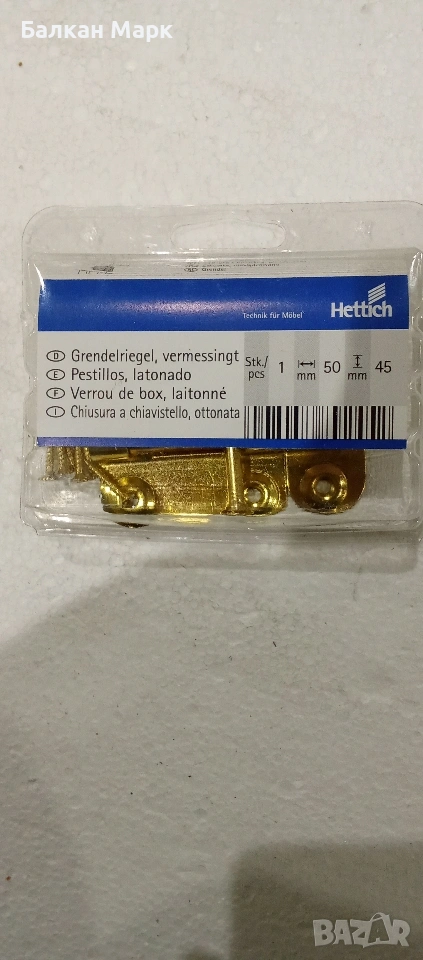 Балкан Марк
Grendel
Technik für Möbel
Hettich
D Grendelriegel, vermessingt
E Pestillos, latonado
F Verrou de box, laitonné
I Chiusura a chiavistello, ottonata
Stk./ pcs 1 mm 50 mm 45
BAZAR